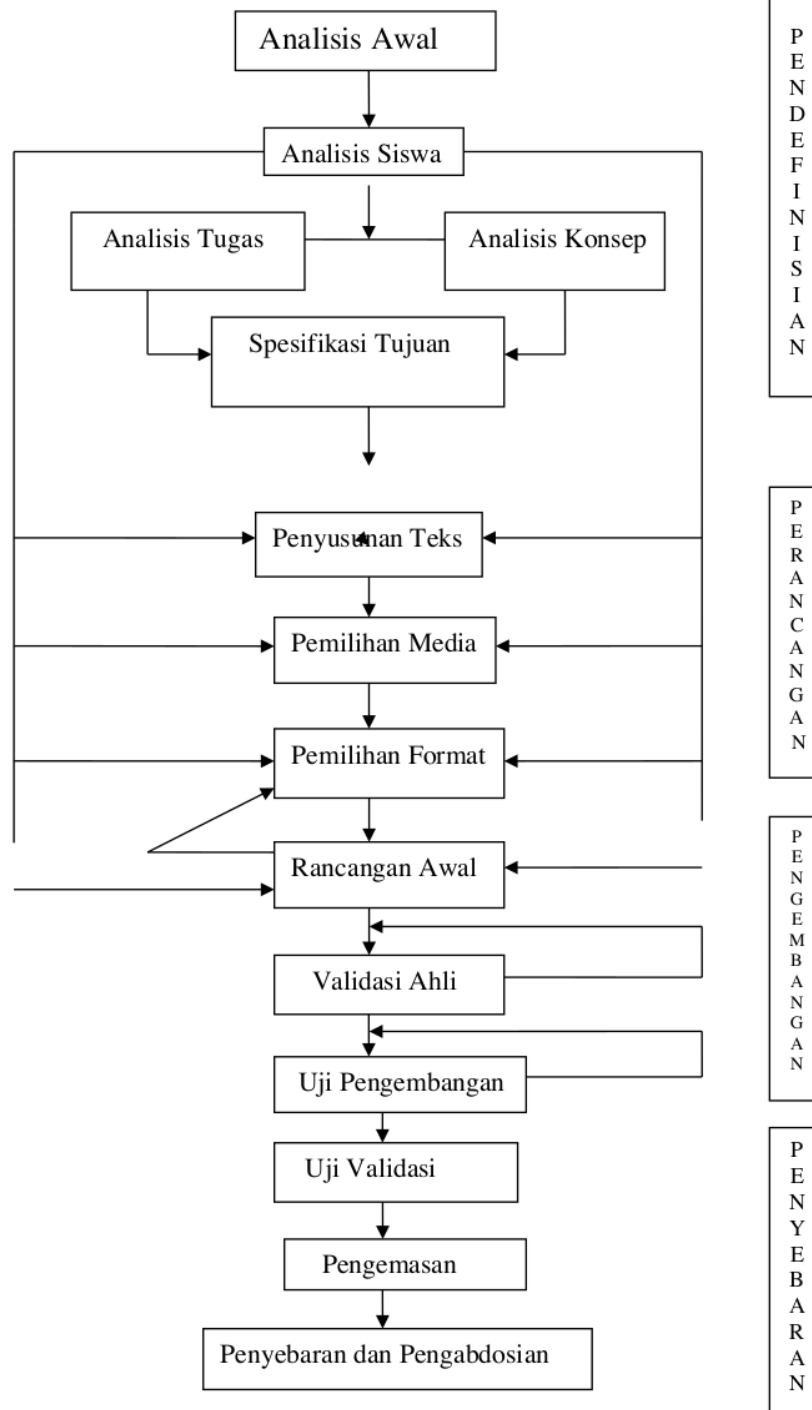 Analisis Awal
Analisis Siswa
Analisis Tugas
Analisis Konsep
Spesifikasi Tujuan
PENDEFINISIAN
Penyusunan Teks
Pemilihan Media
Pemilihan Format
PERANCANGAN
Rancangan Awal
Validasi Ahli
Uji Pengembangan
PENGEMBANGAN
Uji Validasi
Pengemasan
Penyebaran dan Pengabdosian
PENYEBARAN